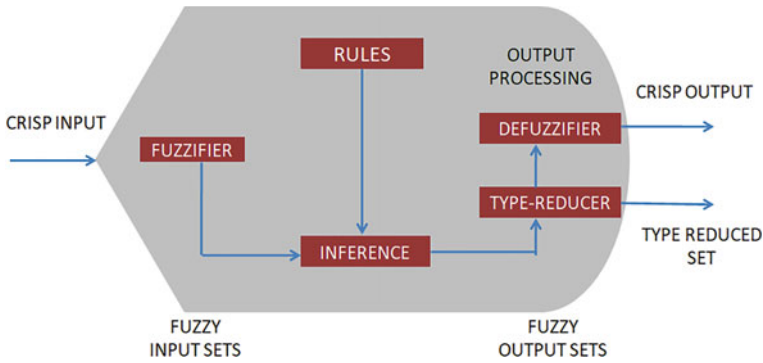 RULES
OUTPUT
PROCESSING
CRISP OUTPUT
CRISP INPUT
FUZZIFIER
DEFUZZIFIER
TYPE-REDUCER
INFERENCE
TYPE REDUCED
SET
FUZZY
INPUT SETS
FUZZY
OUTPUT SETS